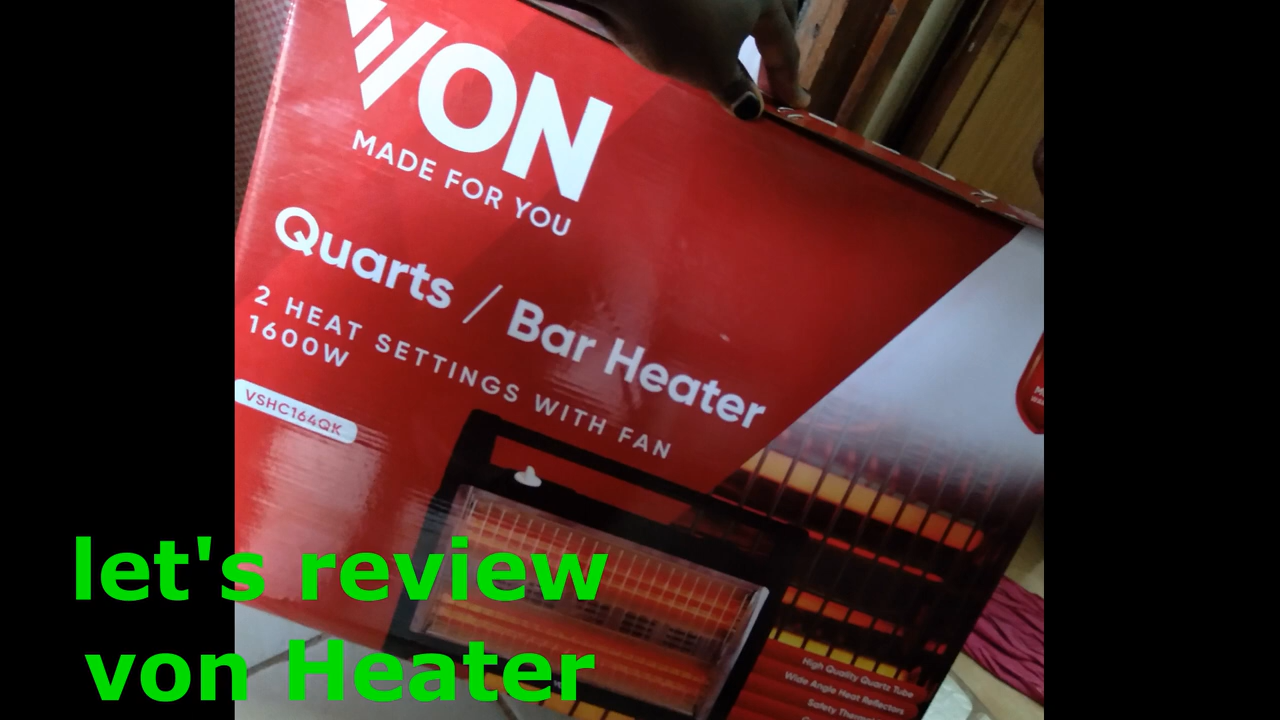 VON
MADE FOR YOU
Quarts / Bar Heater
2 HEAT SETTINGS WITH FAN
1600W
VSHC164QK
High Quality Quartz Tube
Wide Angle Heat Reflectors
Safety
let's review
von Heater